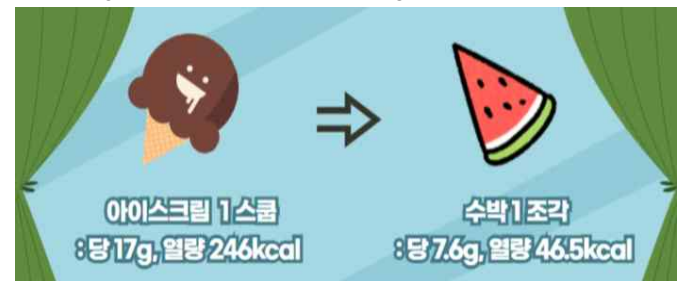 아이스크림 1스쿱
:당 17g, 열량 246kcal
수박 1조각
:당 7.6g, 열량 46.5kcal